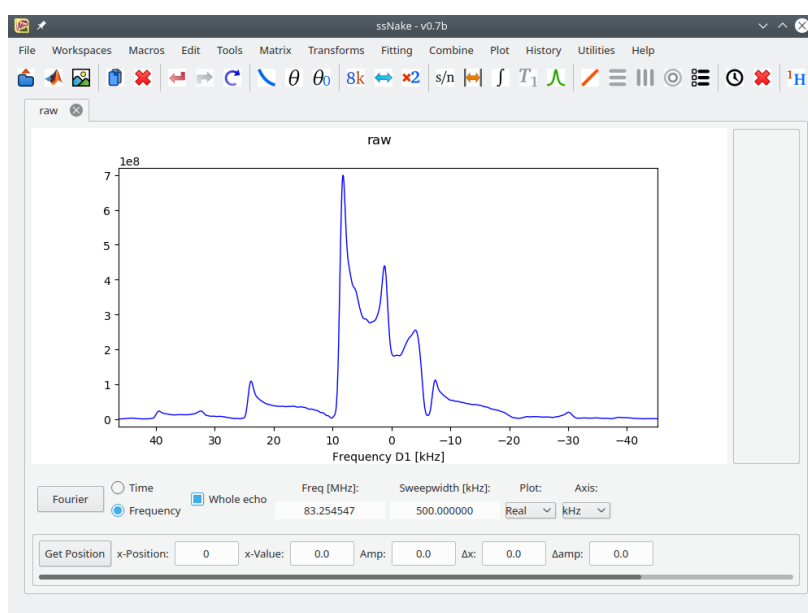 ssNake - v0.7b
File Workspaces Macros Edit Tools Matrix Transforms Fitting Combine Plot History Utilities Help
θ θ0 8k ×2 s/n ∫ T1 1H
raw
raw
1e8
7
6
5
4
3
2
1
0
40 30 20 10 0 −10 −20 −30 −40
Frequency D1 [kHz]
Fourier
Time
Frequency
Whole echo
Freq [MHz]: Sweepwidth [kHz]: Plot: Axis:
83.254547 500.000000 Real kHz
Get Position x-Position: 0 x-Value: 0.0 Amp: 0.0 Δx: 0.0 Δamp: 0.0